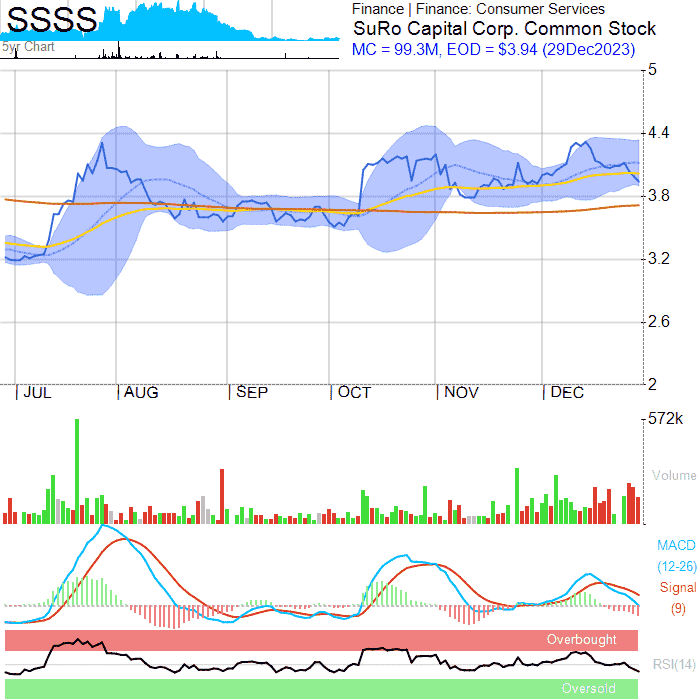 SSSS
5yr Chart
Finance | Finance: Consumer Services
SuRo Capital Corp. Common Stock
MC = 99.3M, EOD = $3.94 (29Dec2023)
5
4.4
3.8
3.2
2.6
2
JUL
AUG
SEP
OCT
NOV
DEC
572k
Volume
MACD
(12-26)
Signal
(9)
Overbought
RSI(14)
Oversold